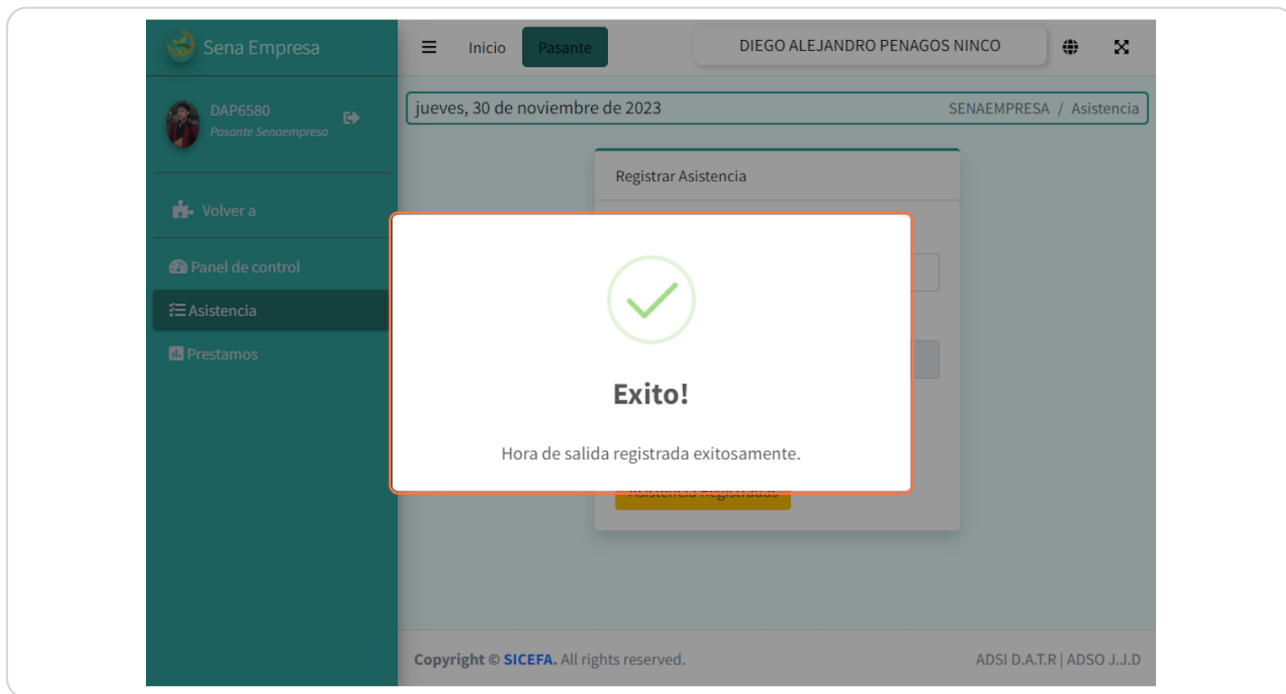 Sena Empresa
Inicio
Pasante
DIEGO ALEJANDRO PENAGOS NINCO
DAP6580
Pasante Senaempresa
jueves, 30 de noviembre de 2023
SENAEMPRESA / Asistencia
Registrar Asistencia
Volver a
Panel de control
Asistencia
Prestamos
Exito!
Hora de salida registrada exitosamente.
Asistencia Registradas
Copyright © SICEFA. All rights reserved.
ADSI D.A.T.R | ADSO J.J.D